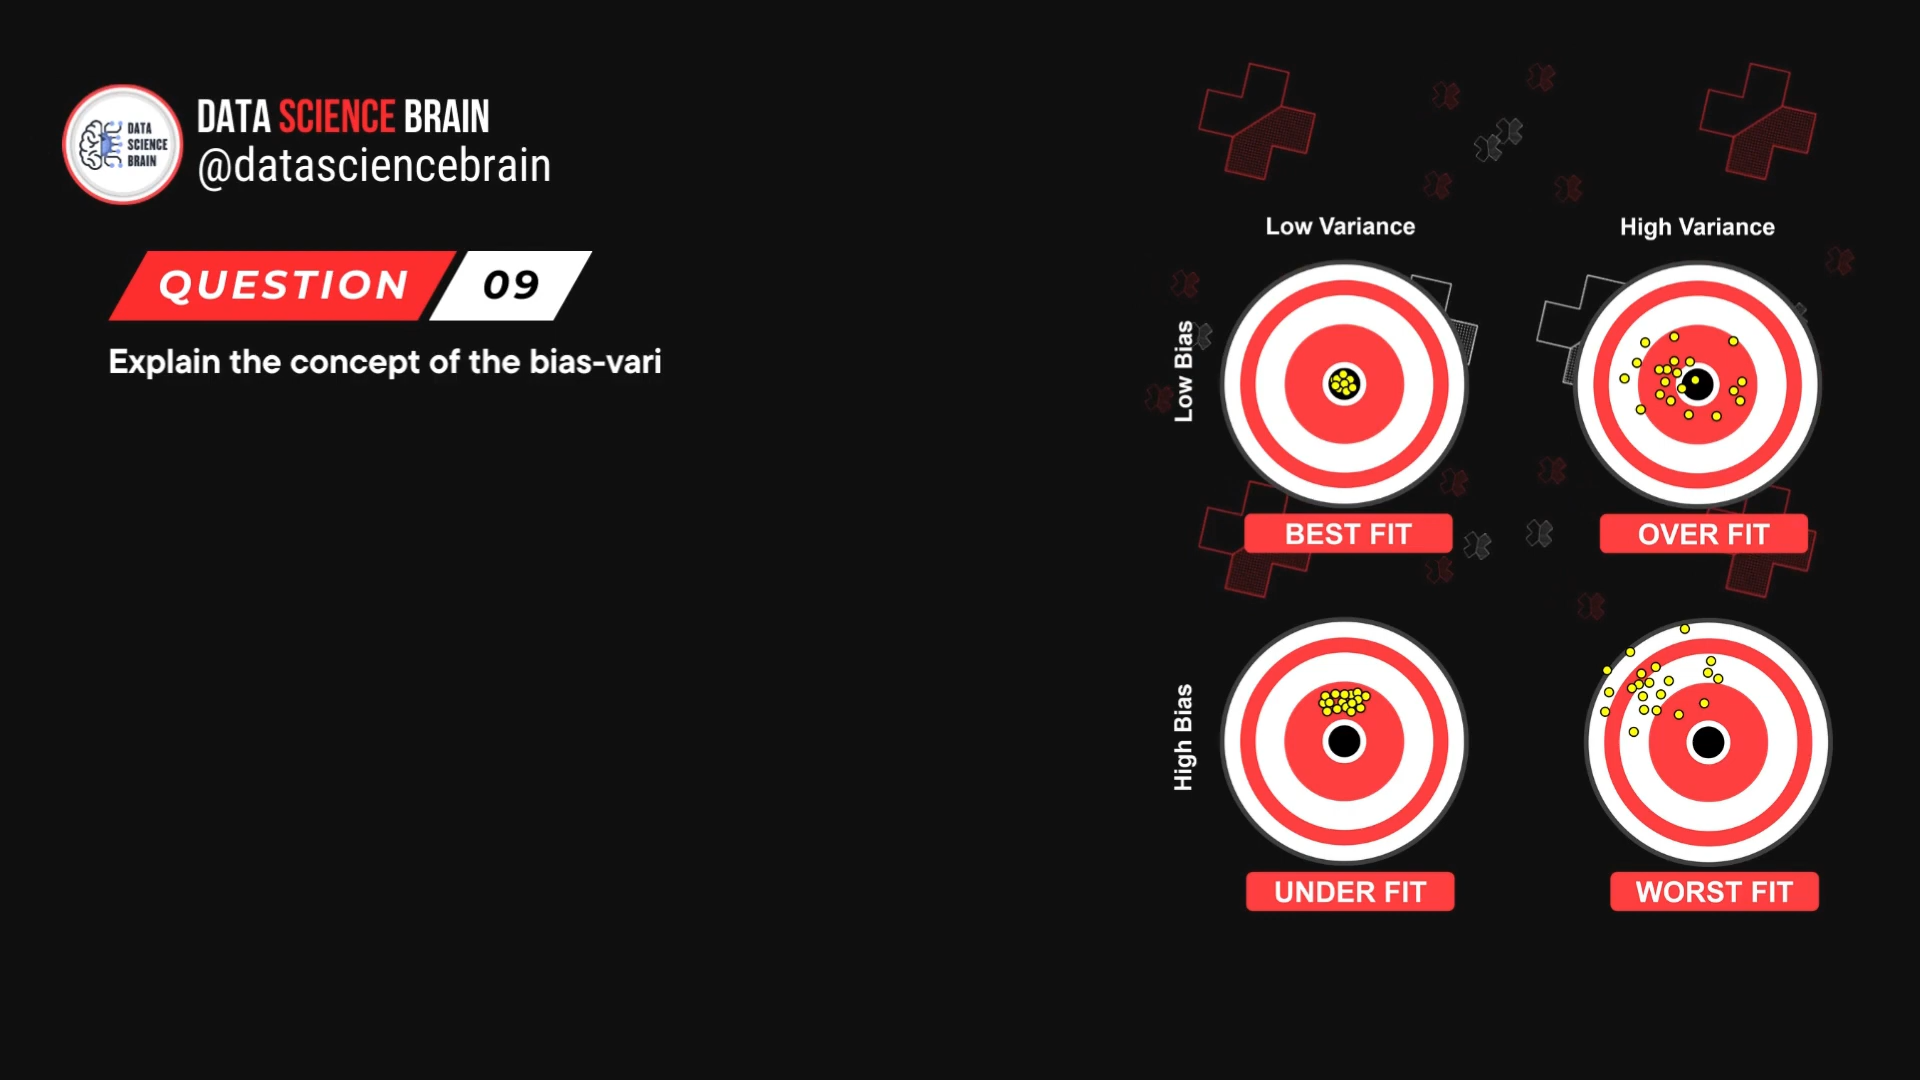 DATA
SCIENCE
BRAIN
DATA SCIENCE BRAIN
@datasciencebrain
QUESTION 09
Explain the concept of the bias-vari
Low Variance
High Variance
Low Bias
BEST FIT
OVER FIT
High Bias
UNDER FIT
WORST FIT